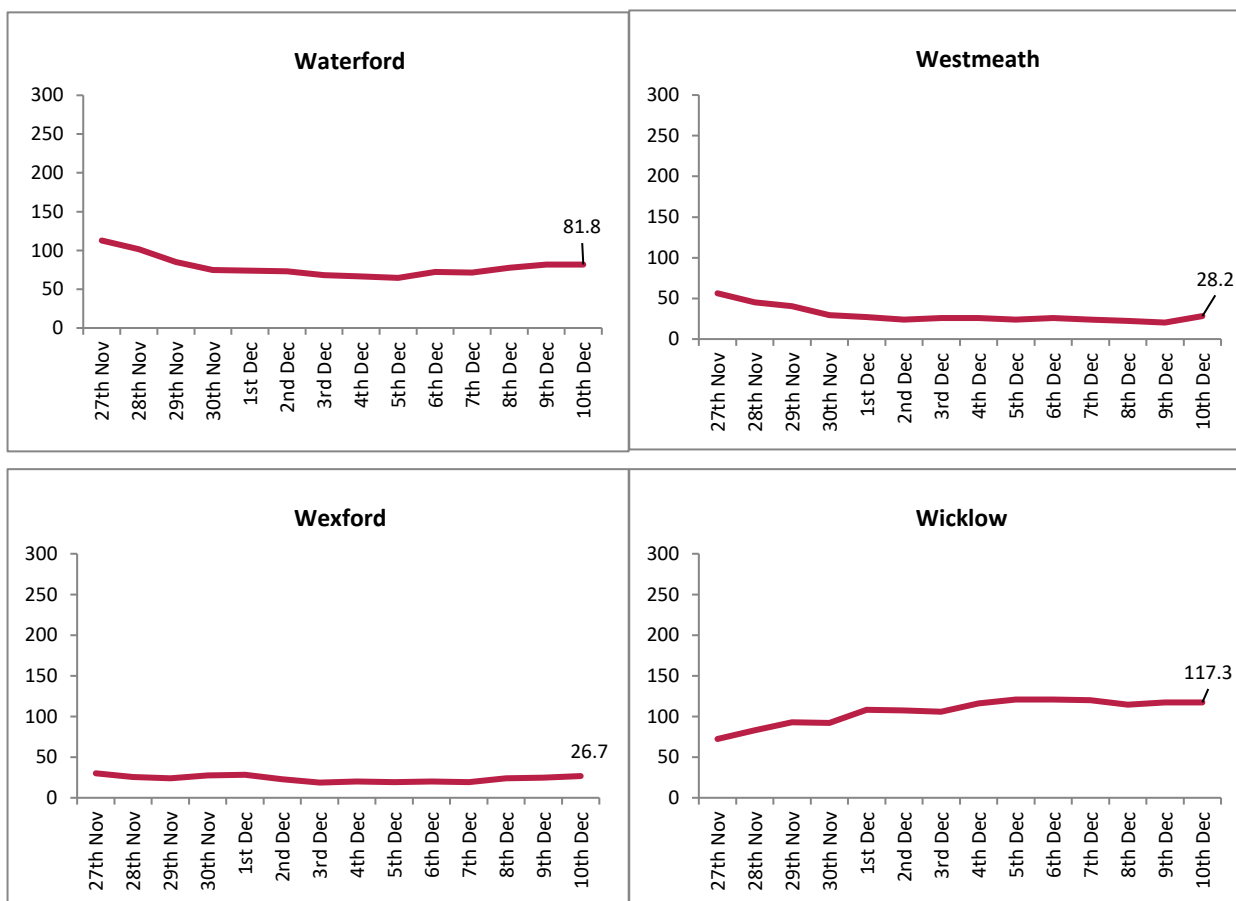 Waterford
300
250
200
150
100
50
0
81.8
27th Nov
28th Nov
29th Nov
30th Nov
1st Dec
2nd Dec
3rd Dec
4th Dec
5th Dec
6th Dec
7th Dec
8th Dec
9th Dec
10th Dec
Westmeath
300
250
200
150
100
50
0
28.2
27th Nov
28th Nov
29th Nov
30th Nov
1st Dec
2nd Dec
3rd Dec
4th Dec
5th Dec
6th Dec
7th Dec
8th Dec
9th Dec
10th Dec
Wexford
300
250
200
150
100
50
0
26.7
27th Nov
28th Nov
29th Nov
30th Nov
1st Dec
2nd Dec
3rd Dec
4th Dec
5th Dec
6th Dec
7th Dec
8th Dec
9th Dec
10th Dec
Wicklow
300
250
200
150
100
50
0
117.3
27th Nov
28th Nov
29th Nov
30th Nov
1st Dec
2nd Dec
3rd Dec
4th Dec
5th Dec
6th Dec
7th Dec
8th Dec
9th Dec
10th Dec